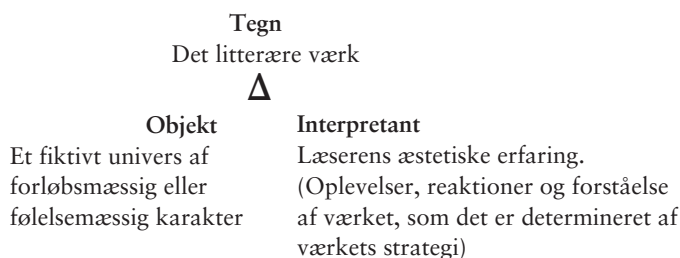 Tegn
Det litterære værk
Δ
Objekt
Et fiktivt univers af
forløbsmæssig eller
følelsesmæssig karakter
Interpretant
Læserens æstetiske erfaring.
(Oplevelser, reaktioner og forståelse
af værket, som det er determineret af
værkets strategi)